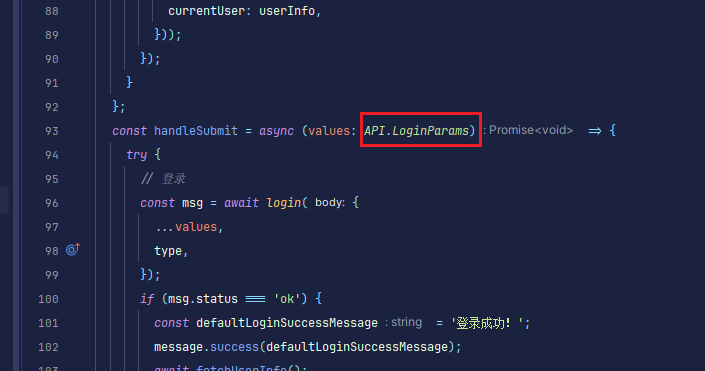 88 currentUser: userInfo,
89 }));
90 });
91 }
92 };
93 const handleSubmit = async (values: API.LoginParams) : Promise<void> => {
94 try {
95 // 登录
96 const msg = await login( body: {
97 ...values,
98 type,
99 });
100 if (msg.status === 'ok') {
101 const defaultLoginSuccessMessage : string = '登录成功！';
102 message.success(defaultLoginSuccessMessage);
103 await fetchUserInfo();